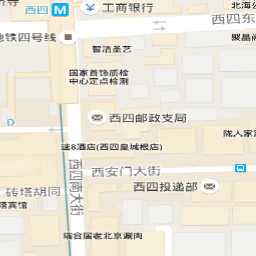 西四
工商银行
北海公
西四东
地铁四号线
聚晶
智洁圣艺
国家首饰质检
中心定点检测
西四邮政支局
D
陇人家
速8酒店(西四皇城根店)
西安门大街
砖塔胡同
西四投递部
宾馆
西四南大街
瑞合居老北京涮肉